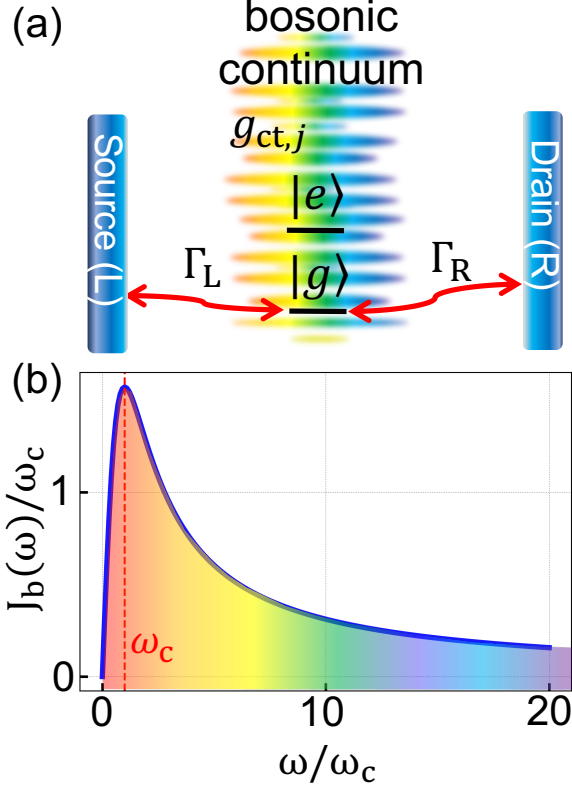 (a)
bosonic
continuum
g_ct,j
Source (L)
Drain (R)
|e⟩
Γ_L
|g⟩
Γ_R
(b)
J_b(ω)/ω_c
1
0
ω_c
0 10 20
ω/ω_c